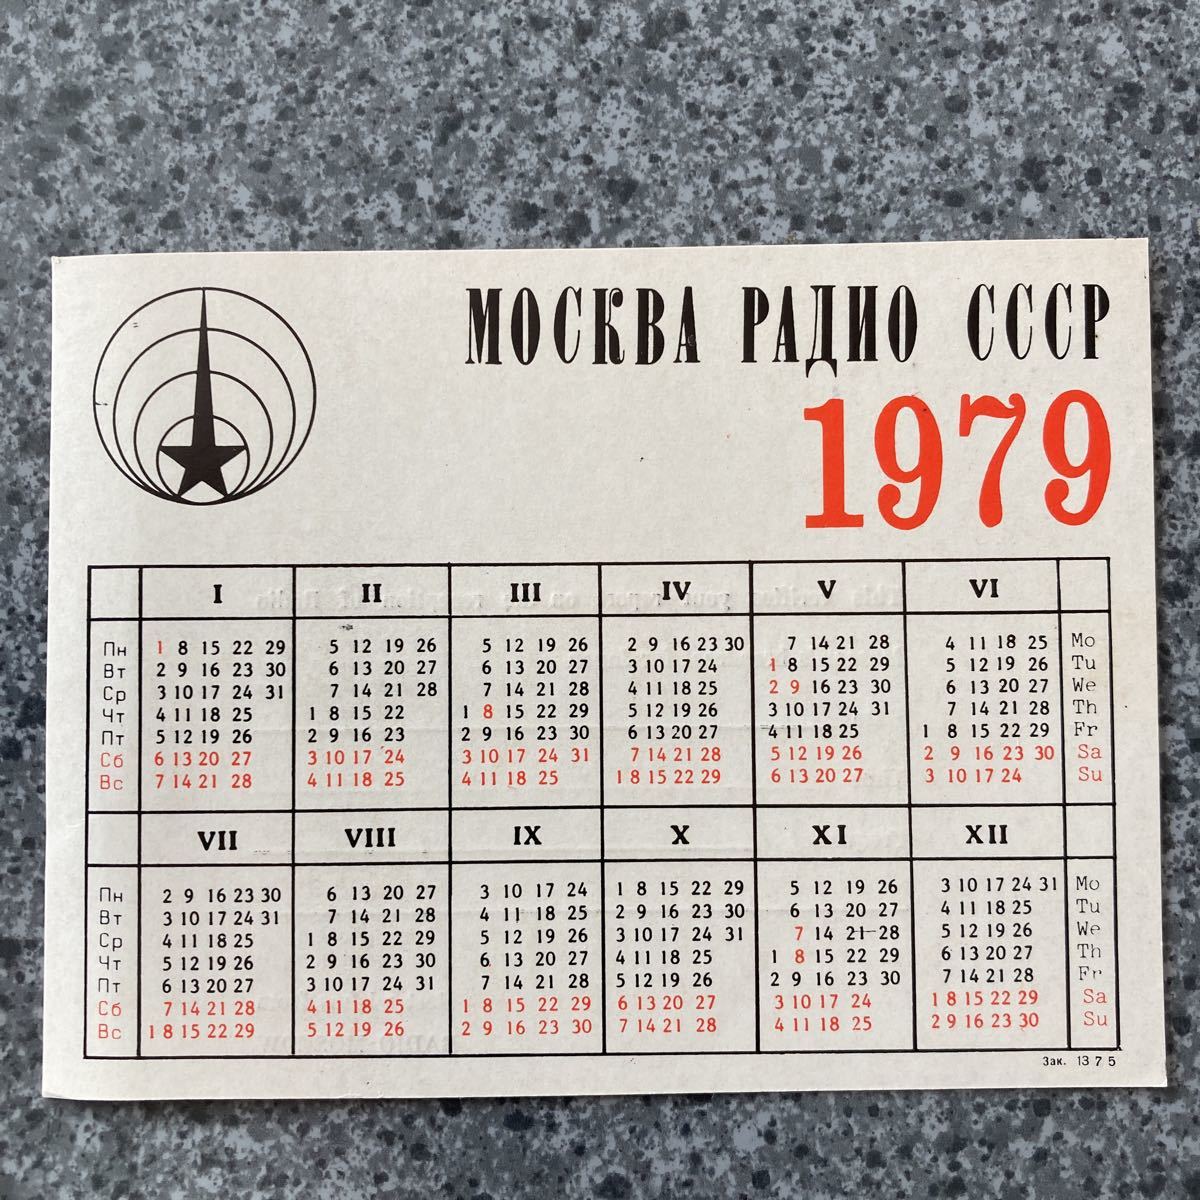 МОСКВА РАДИО СССР
1979
I II III IV V VI
Пн 1 8 15 22 29 5 12 19 26 5 12 19 26 2 9 16 23 30 7 14 21 28 4 11 18 25 Mo
Вт 2 9 16 23 30 6 13 20 27 6 13 20 27 3 10 17 24 1 8 15 22 29 5 12 19 26 Tu
Ср 3 10 17 24 31 7 14 21 28 7 14 21 28 4 11 18 25 2 9 16 23 30 6 13 20 27 We
Чт 4 11 18 25 1 8 15 22 1 8 15 22 29 5 12 19 26 3 10 17 24 31 7 14 21 28 Th
Пт 5 12 19 26 2 9 16 23 2 9 16 23 30 6 13 20 27 4 11 18 25 1 8 15 22 29 Fr
Сб 6 13 20 27 3 10 17 24 3 10 17 24 31 7 14 21 28 5 12 19 26 2 9 16 23 30 Sa
Вс 7 14 21 28 4 11 18 25 4 11 18 25 1 8 15 22 29 6 13 20 27 3 10 17 24 Su
VII VIII IX X XI XII
Пн 2 9 16 23 30 6 13 20 27 3 10 17 24 1 8 15 22 29 5 12 19 26 3 10 17 24 31 Mo
Вт 3 10 17 24 31 7 14 21 28 4 11 18 25 2 9 16 23 30 6 13 20 27 4 11 18 25 Tu
Ср 4 11 18 25 1 8 15 22 29 5 12 19 26 3 10 17 24 31 7 14 21 28 5 12 19 26 We
Чт 5 12 19 26 2 9 16 23 30 6 13 20 27 4 11 18 25 1 8 15 22 29 6 13 20 27 Th
Пт 6 13 20 27 3 10 17 24 31 7 14 21 28 5 12 19 26 2 9 16 23 30 7 14 21 28 Fr
Сб 7 14 21 28 4 11 18 25 1 8 15 22 29 6 13 20 27 3 10 17 24 1 8 15 22 29 Sa
Вс 1 8 15 22 29 5 12 19 26 2 9 16 23 30 7 14 21 28 4 11 18 25 2 9 16 23 30 Su
Зак. 1375